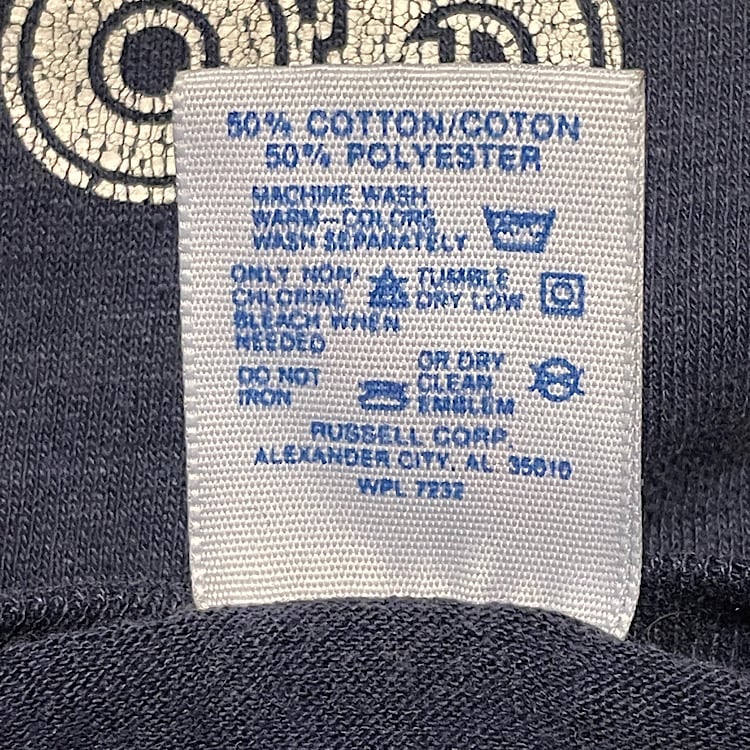 50% COTTON/COTON
50% POLYESTER
MACHINE WASH
WARM-COLORS
WASH SEPARATELY
ONLY NON-
CHLORINE
BLEACH WHEN
NEEDED
TUMBLE
DRY LOW
DO NOT
IRON
OR DRY
CLEAN
EMBLEM
RUSSELL CORP.
ALEXANDER CITY, AL 35010
WPL 7232